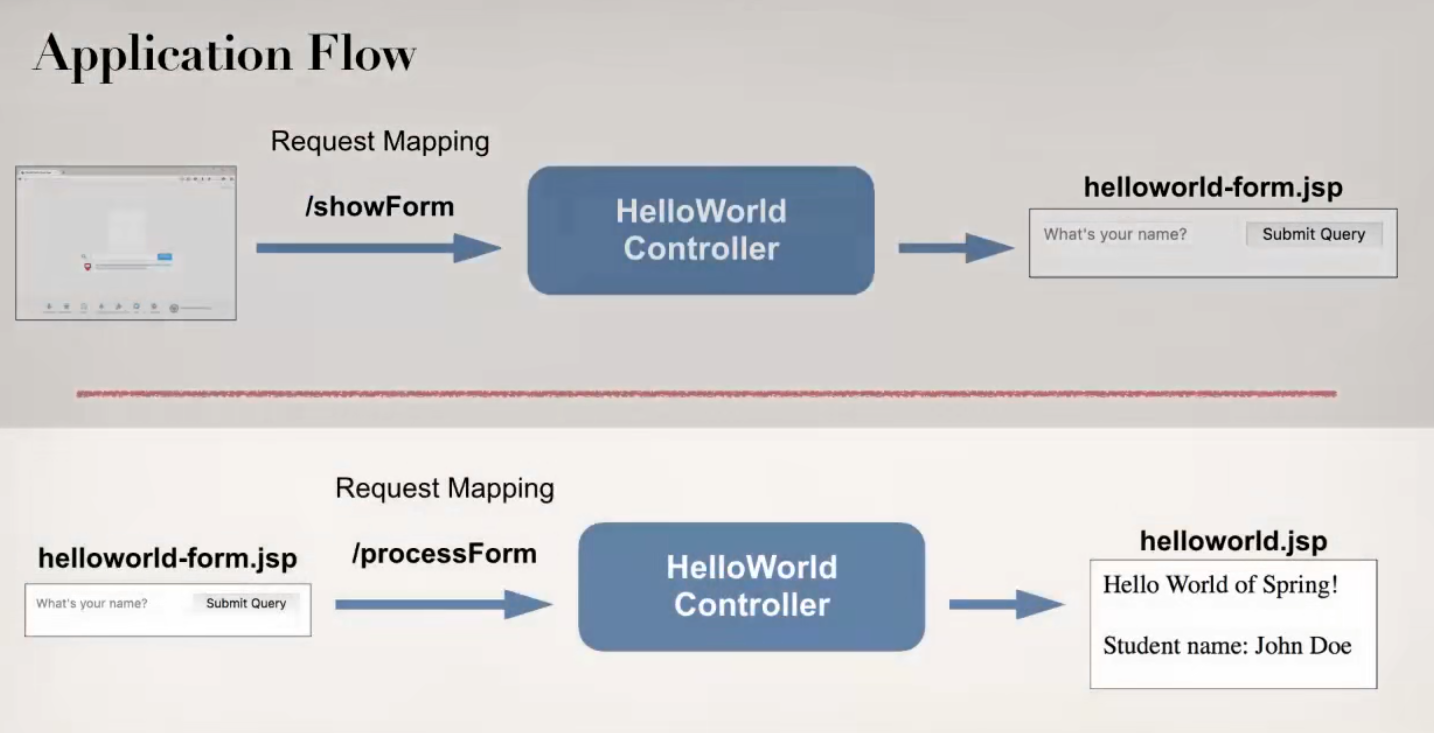 Application Flow
Request Mapping
/showForm
HelloWorld
Controller
helloworld-form.jsp
What's your name? Submit Query
Request Mapping
/processForm
helloworld-form.jsp
What's your name? Submit Query
HelloWorld
Controller
helloworld.jsp
Hello World of Spring!
Student name: John Doe